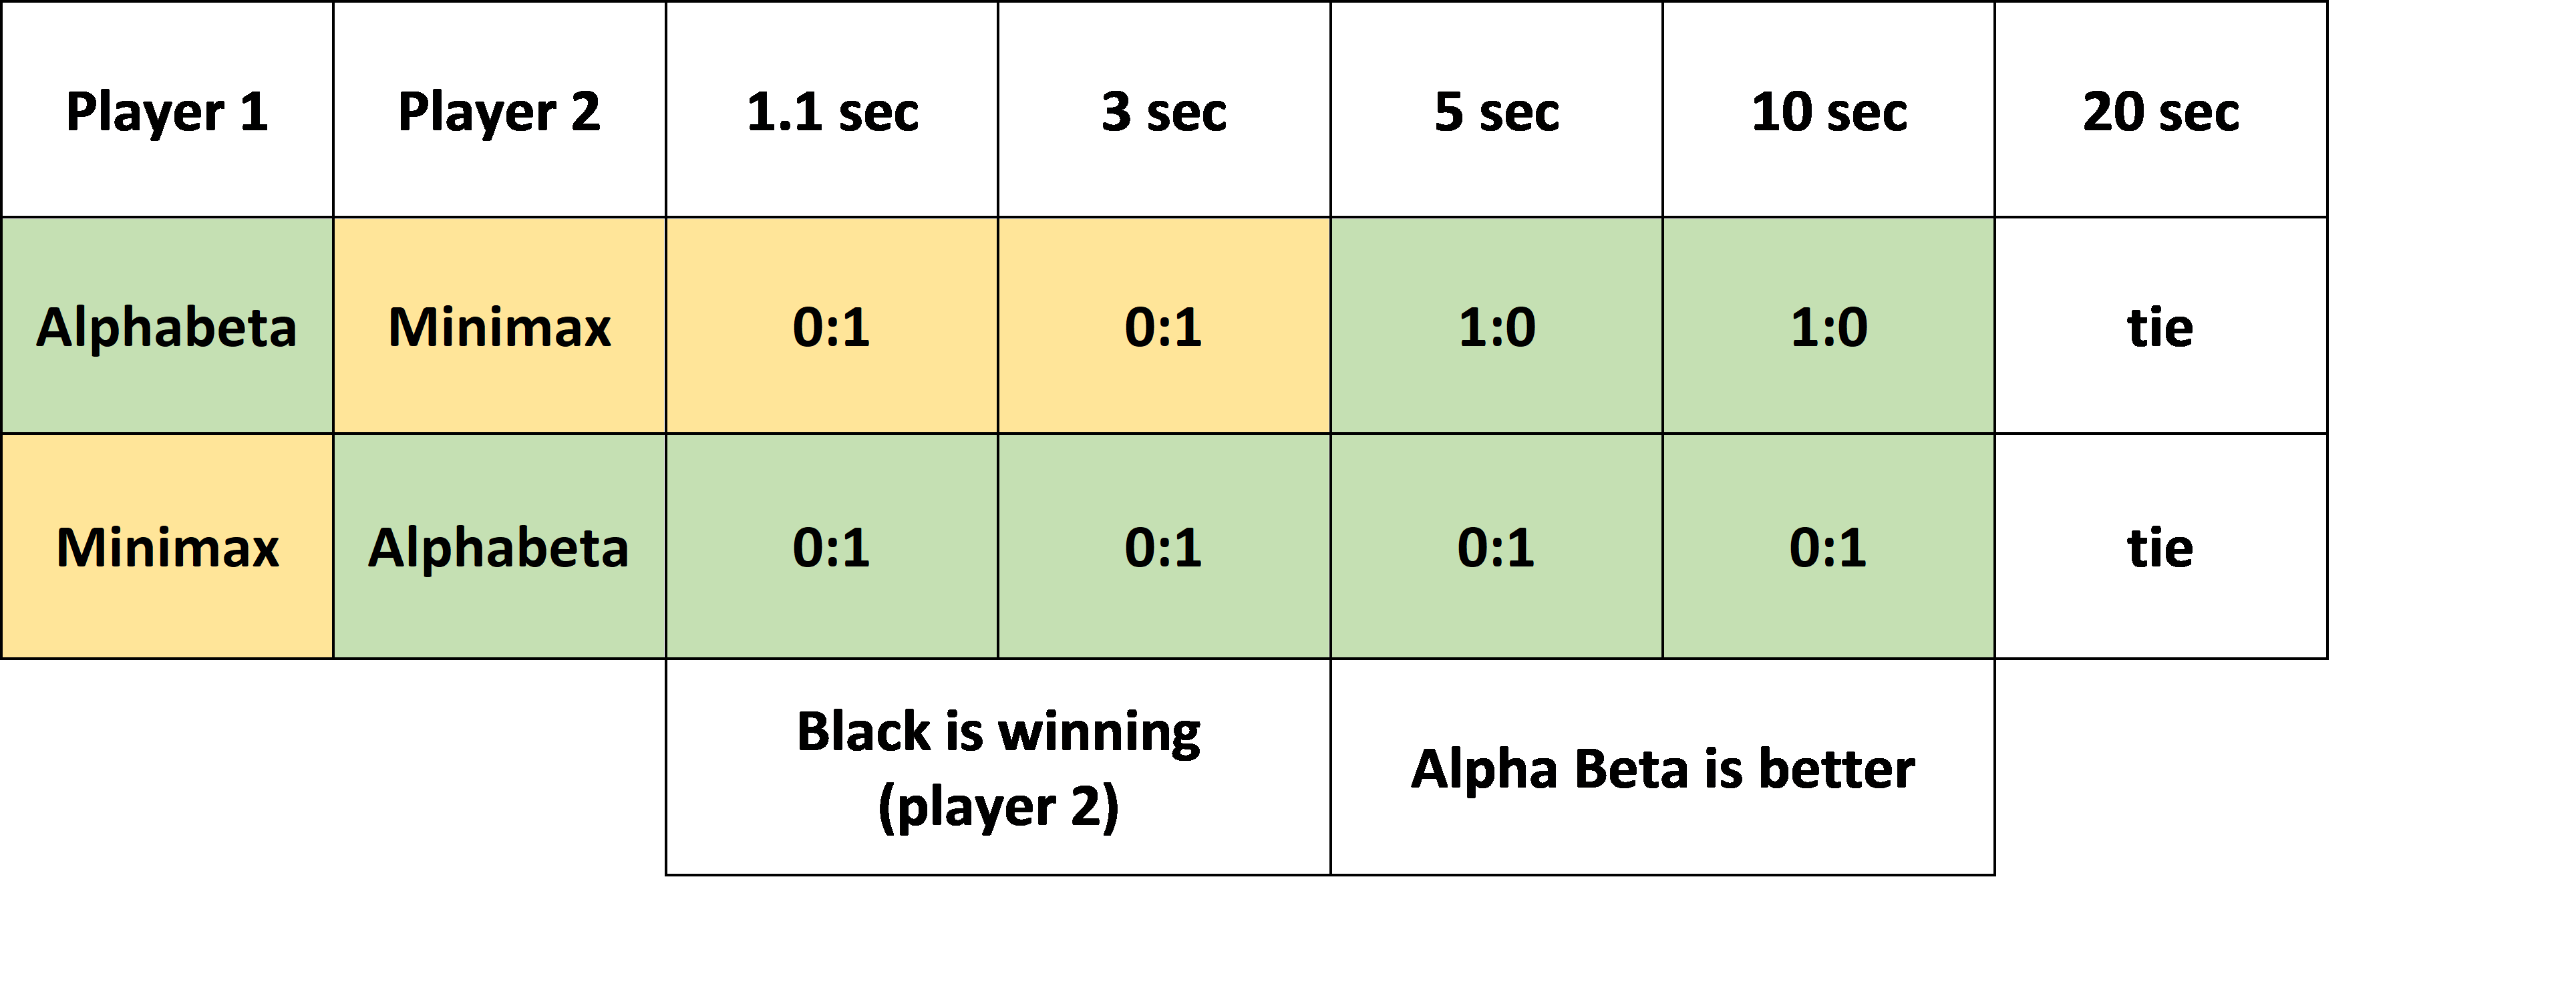 Player 1 Player 2 1.1 sec 3 sec 5 sec 10 sec 20 sec
Alphabeta Minimax 0:1 0:1 1:0 1:0 tie
Minimax Alphabeta 0:1 0:1 0:1 0:1 tie
Black is winning
(player 2)
Alpha Beta is better